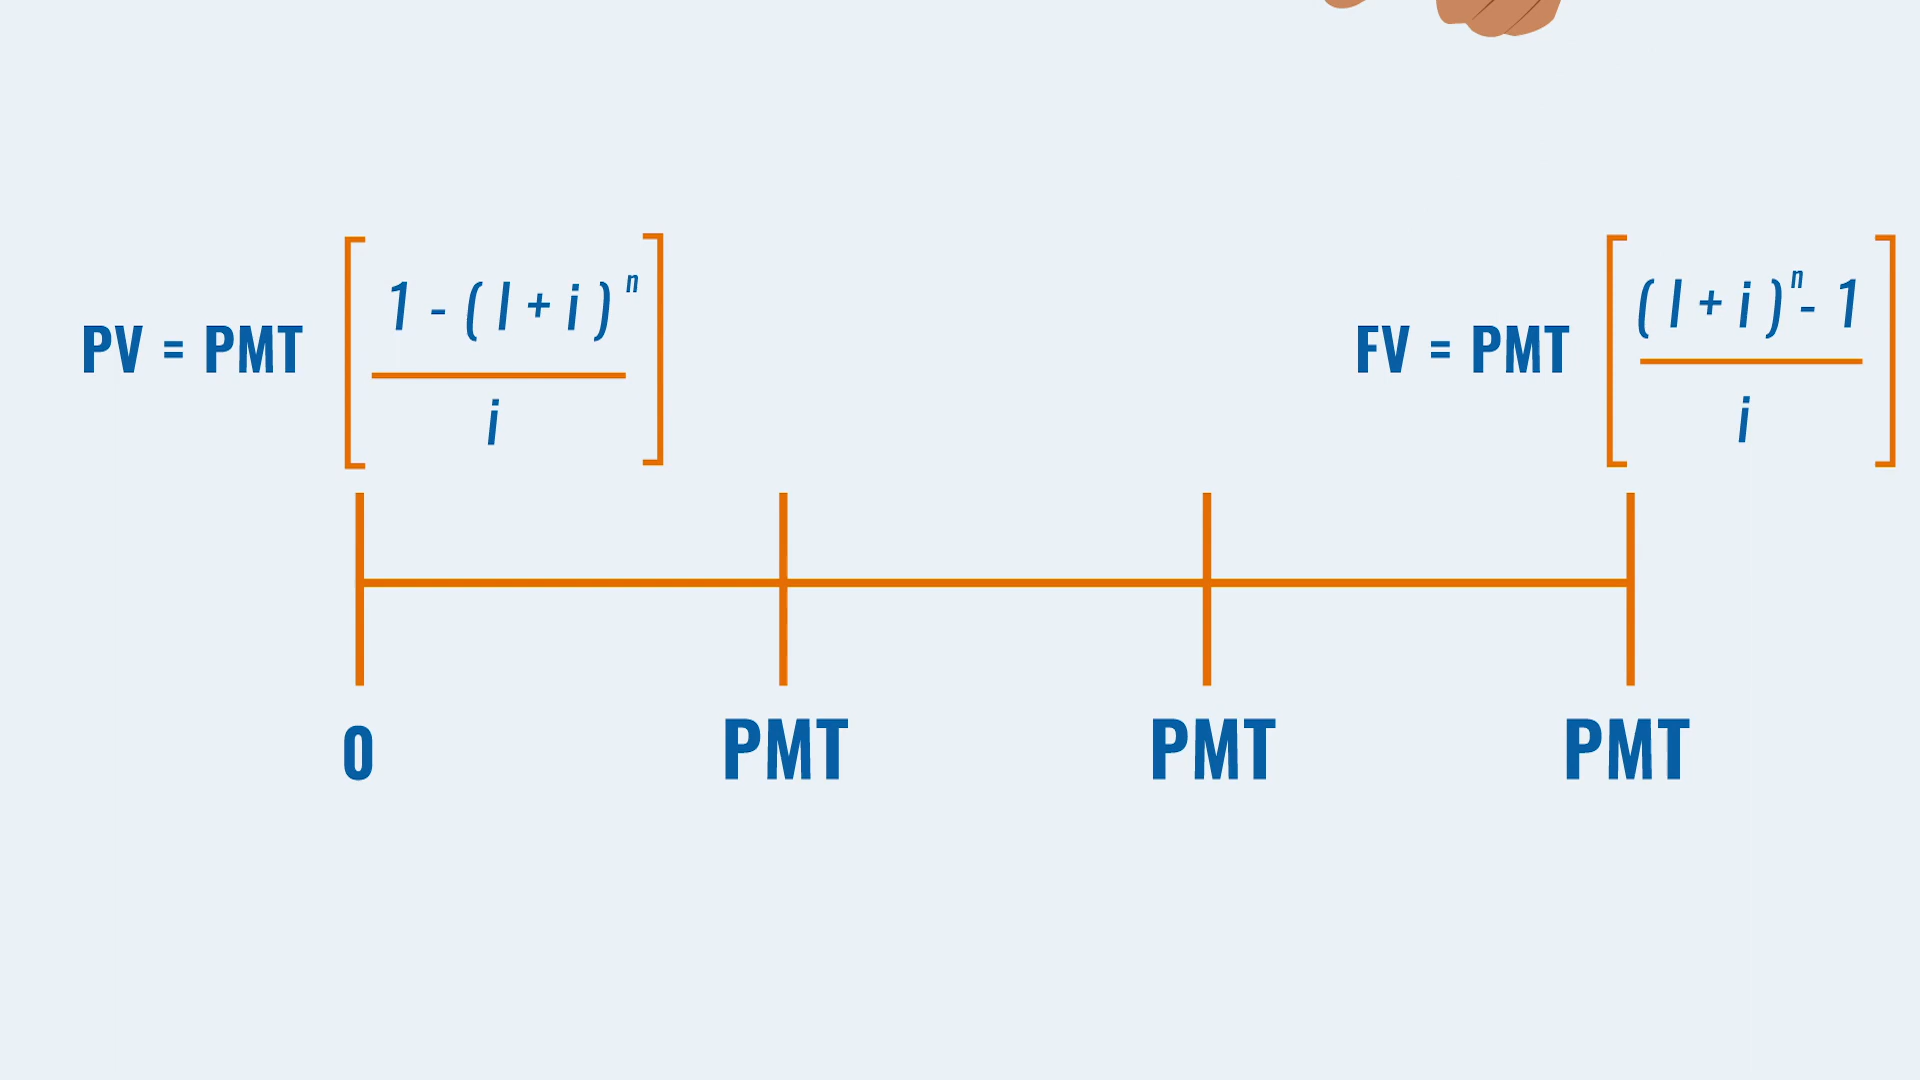 PV = PMT [ 1 - ( I + i )ⁿ / i ]
FV = PMT [ ( I + i )ⁿ - 1 / i ]
0 PMT PMT PMT